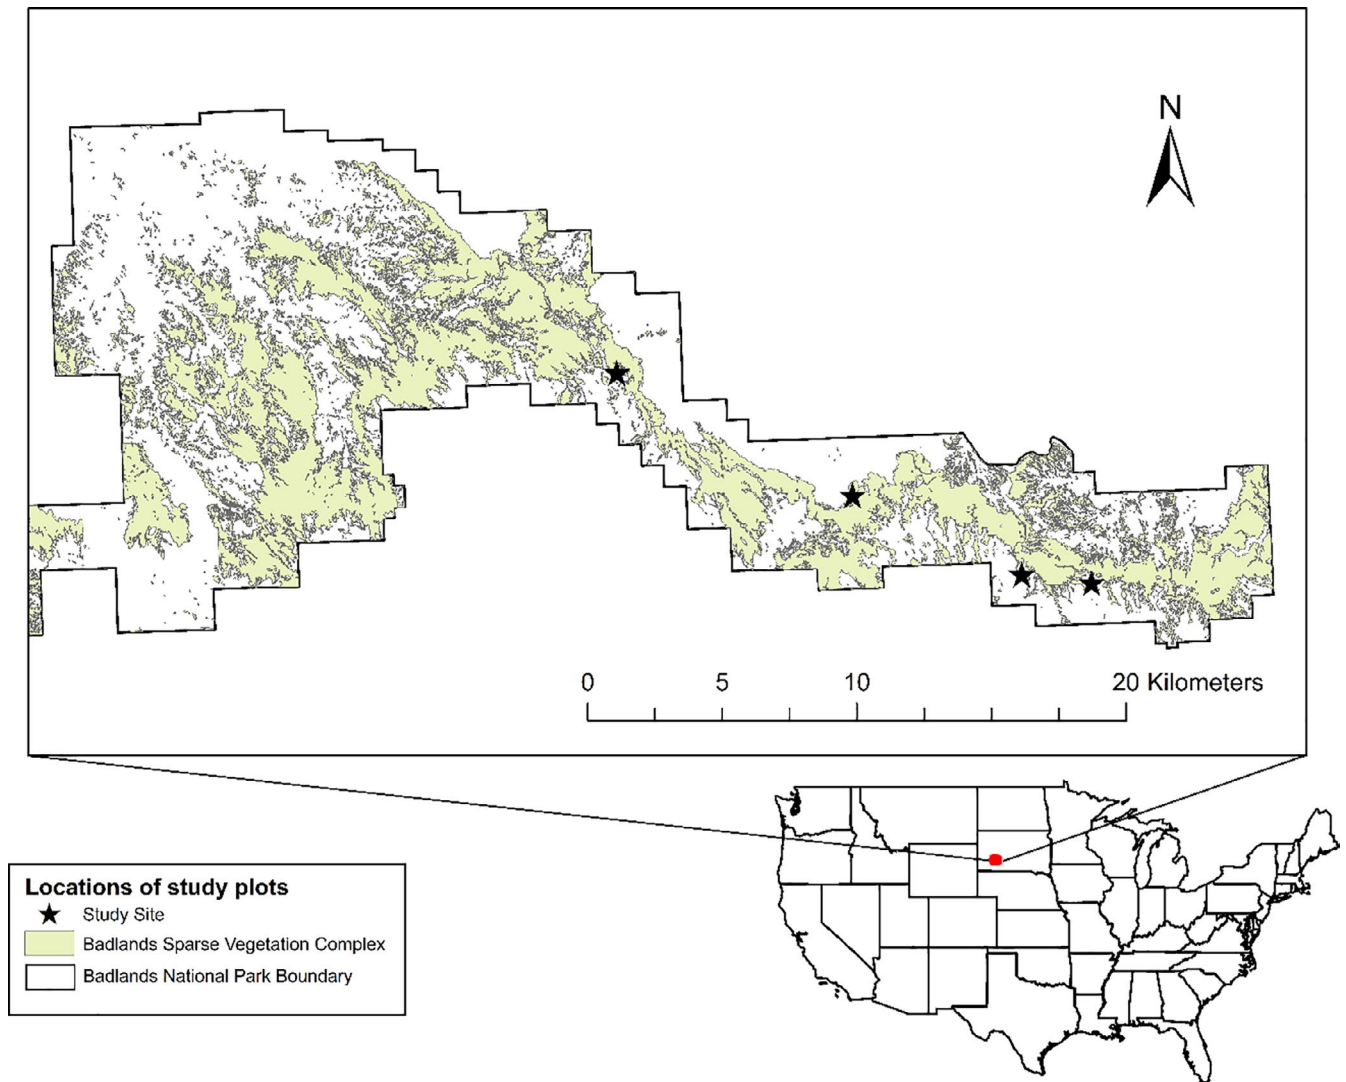 N
0 5 10 20 Kilometers
Locations of study plots
Study Site
Badlands Sparse Vegetation Complex
Badlands National Park Boundary